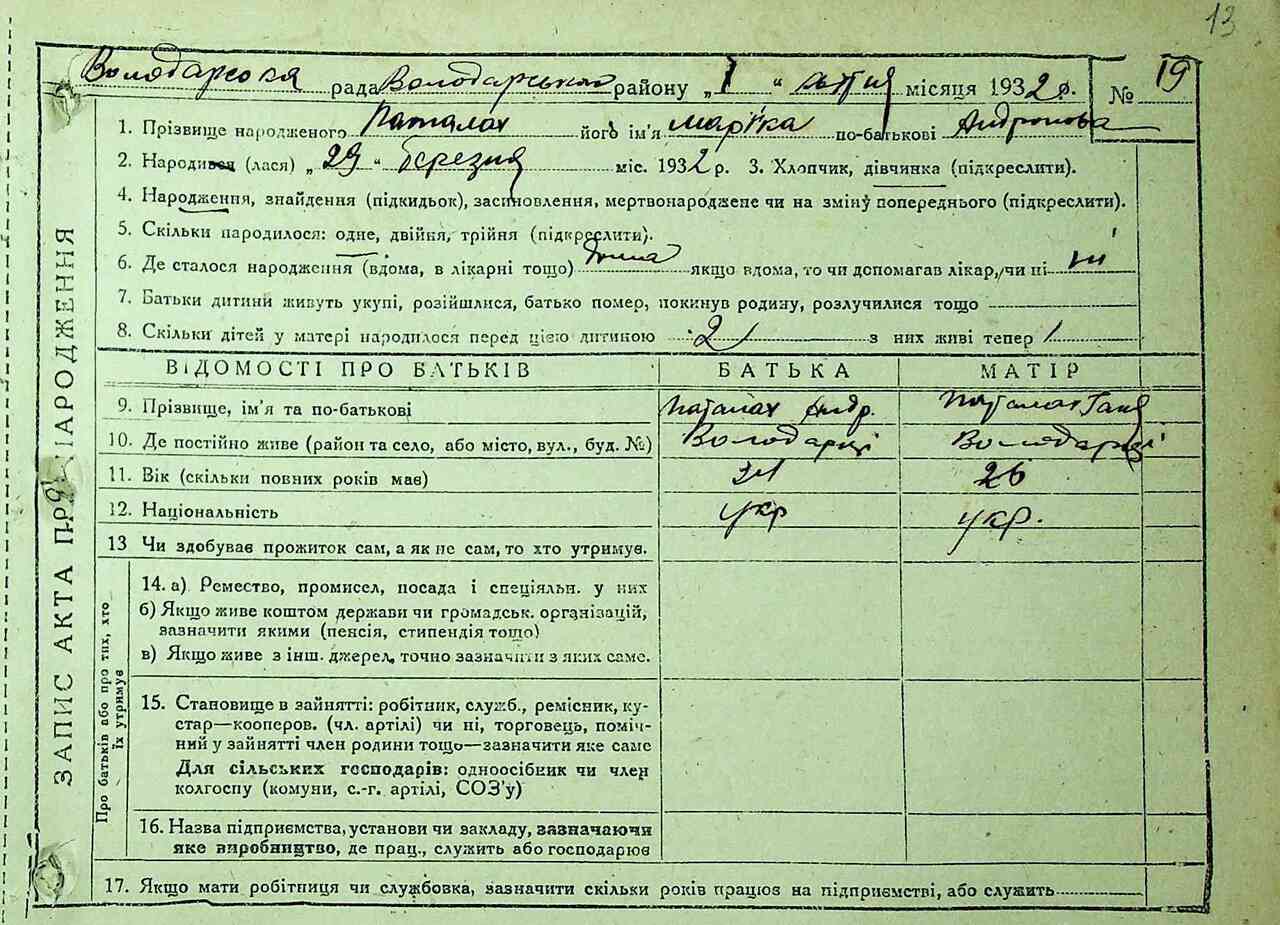 13
Володарська рада Володарського району „1“ квітня місяця 1932 р. № 19
1. Прізвище народженого Паталах його ім'я Марійка по-батькові Андронова
2. Народився (лася) „29“ березня міс. 1932 р. 3. Хлопчик, дівчинка (підкреслити).
4. Народження, знайдення (підкидьок), засиновлення, мертвонароджене чи на зміну попереднього (підкреслити).
5. Скільки народилося: одне, двійня, трійня (підкреслити).
6. Де сталося народження (вдома, в лікарні тощо) дома якщо вдома, то чи допомагав лікар, чи ні ні
7. Батьки дитини живуть укупі, розійшлися, батько помер, покинув родину, розлучилися тощо
8. Скільки дітей у матері народилося перед цією дитиною 2 з них живі тепер 1
ВІДОМОСТІ ПРО БАТЬКІВ БАТЬКА МАТІР
9. Прізвище, ім'я та по-батькові Паталах Андр. Паталах Ганя
10. Де постійно живе (район та село, або місто, вул., буд. №) Володарці Володарці
11. Вік (скільки повних років має) 31 26
12. Національність укр укр.
13 Чи здобуває прожиток сам, а як не сам, то хто утримує.
Про батьків або про тих, хто
їх утримує
14. а) Ремество, промисел, посада і спеціяльн. у них
б) Якщо живе коштом держави чи громадськ. організацій,
зазначити якими (пенсія, стипендія тощо)
в) Якщо живе з інш. джерел, точно зазначити з яких саме.
15. Становище в зайнятті: робітник, служб., ремісник, ку-
стар—кооперов. (чл. артілі) чи ні, торговець, поміч-
ний у зайнятті член родини тощо—зазначити яке саме
Для сільських господарів: одноосібник чи член
колгоспу (комуни, с.-г. артілі, СОЗ'у)
16. Назва підприємства, установи чи закладу, зазначаючи
яке виробництво, де прац., служить або господарює
17. Якщо мати робітниця чи службовка, зазначити скільки років працює на підприємстві, або служить
ЗАПИС АКТА ПРО НАРОДЖЕННЯ